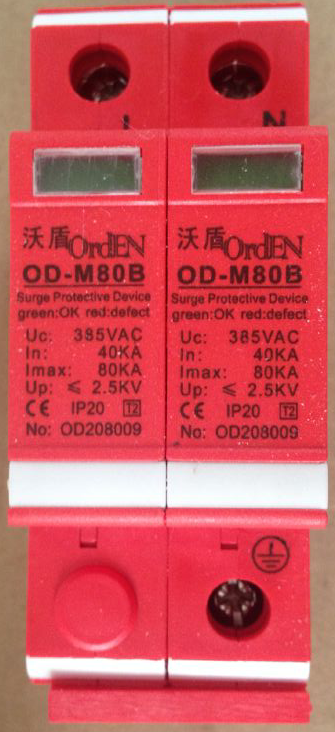 L N
沃盾OrdEN
OD-M80B
Surge Protective Device
green:OK red:defect
Uc: 385VAC
In: 40KA
Imax: 80KA
Up: ≤ 2.5KV
CE IP20 T2
No: OD208009
沃盾OrdEN
OD-M80B
Surge Protective Device
green:OK red:defect
Uc: 385VAC
In: 40KA
Imax: 80KA
Up: ≤ 2.5KV
CE IP20 T2
No: OD208009